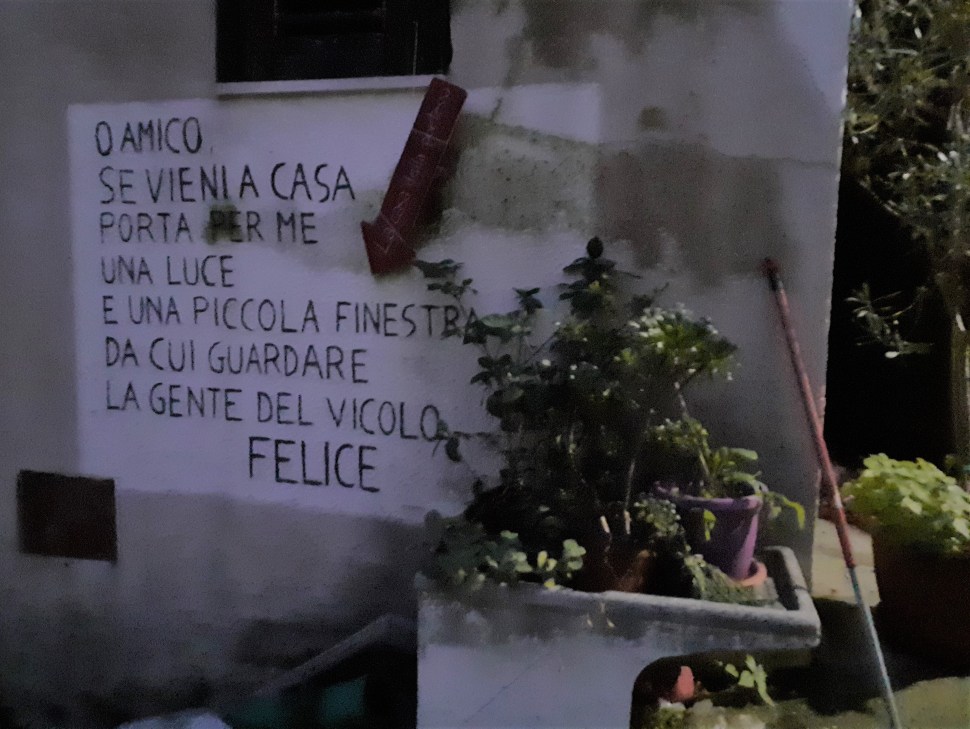 O AMICO,
SE VIENI A CASA
PORTA PER ME
UNA LUCE
E UNA PICCOLA FINESTRA
DA CUI GUARDARE
LA GENTE DEL VICOLO
FELICE